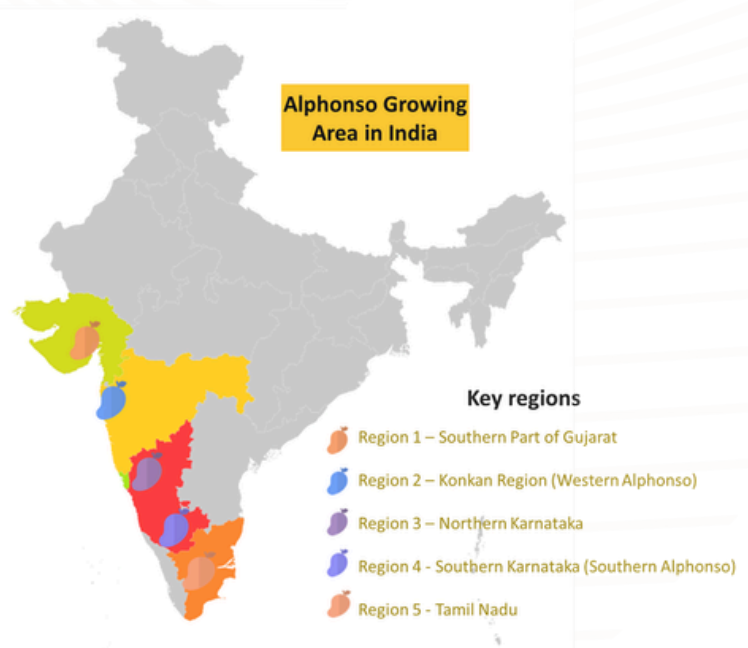 Alphonso Growing
Area in India
Key regions
Region 1 – Southern Part of Gujarat
Region 2 – Konkan Region (Western Alphonso)
Region 3 – Northern Karnataka
Region 4 - Southern Karnataka (Southern Alphonso)
Region 5 - Tamil Nadu